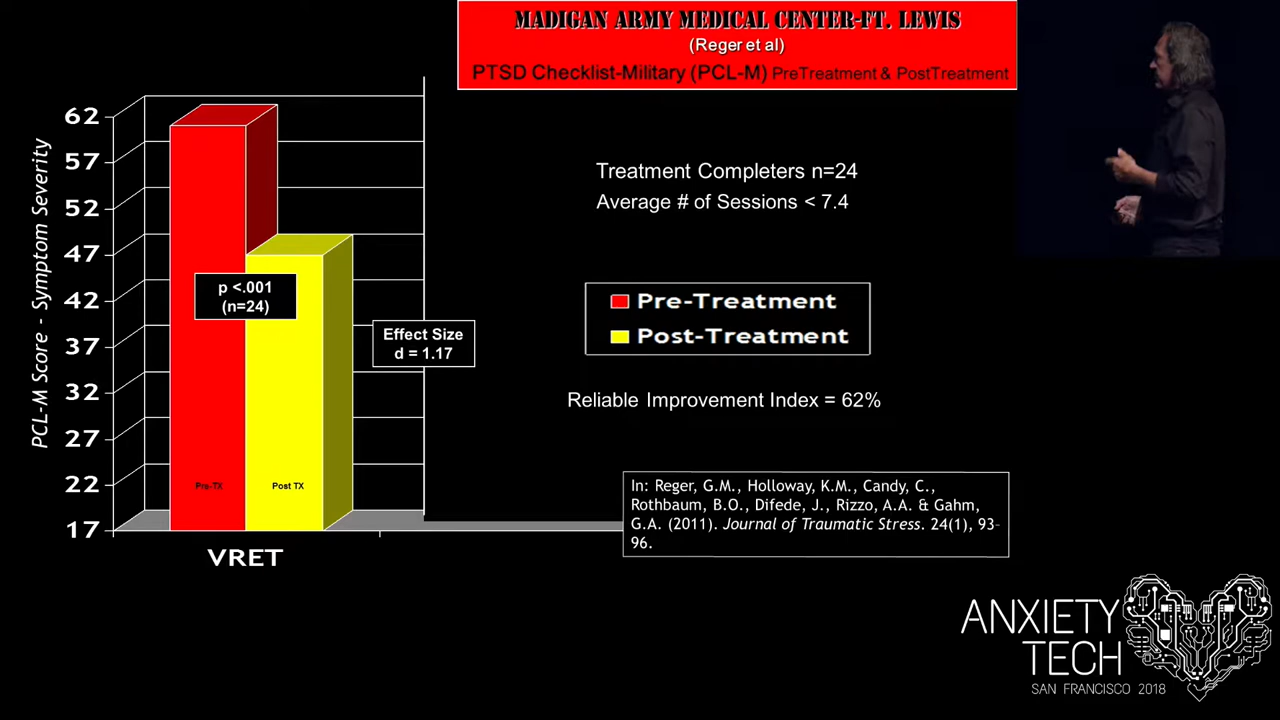 MADIGAN ARMY MEDICAL CENTER-FT. LEWIS
(Reger et al)
PTSD Checklist-Military (PCL-M) PreTreatment & PostTreatment
62
57
52
47
42
37
32
27
22
17
PCL-M Score - Symptom Severity
p <.001
(n=24)
Effect Size
d = 1.17
Pre-TX
Post TX
VRET
Treatment Completers n=24
Average # of Sessions < 7.4
Pre-Treatment
Post-Treatment
Reliable Improvement Index = 62%
In: Reger, G.M., Holloway, K.M., Candy, C.,
Rothbaum, B.O., Difede, J., Rizzo, A.A. & Gahm,
G.A. (2011). Journal of Traumatic Stress. 24(1), 93-
96.
ANXIETY
TECH
SAN FRANCISCO 2018